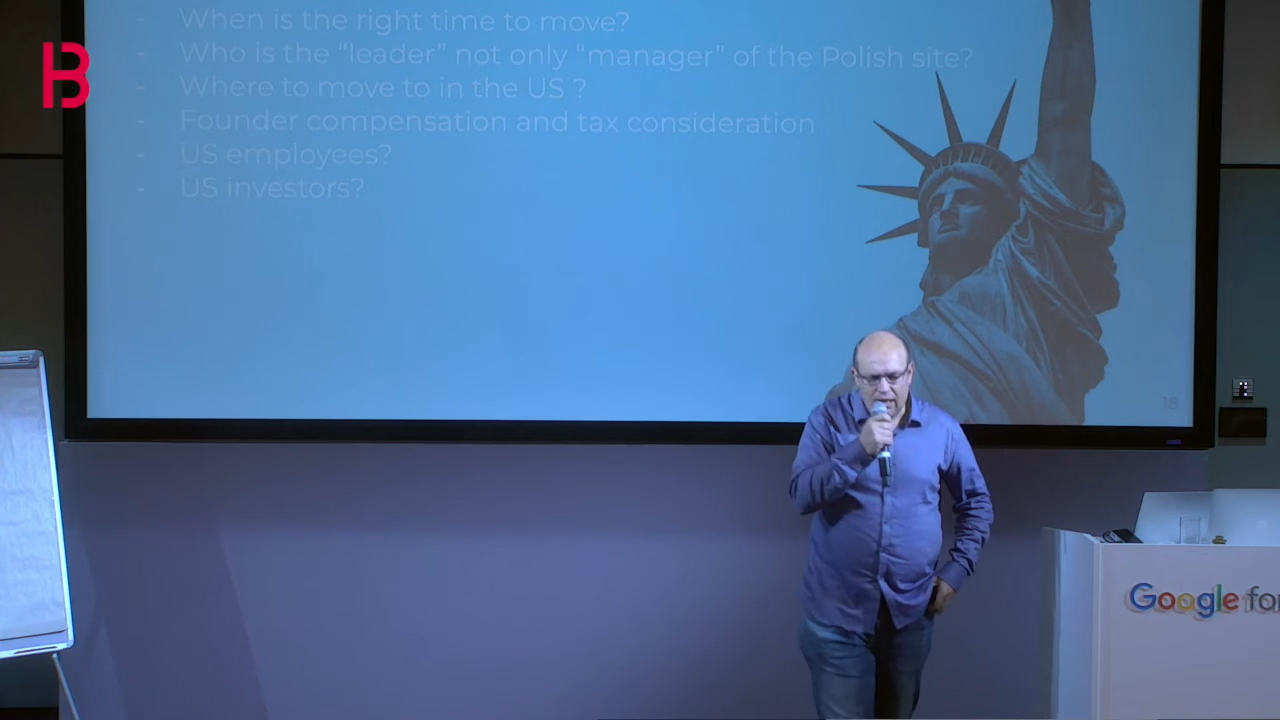 - When is the right time to move?
- Who is the “leader” not only “manager” of the Polish site?
- Where to move to in the US ?
- Founder compensation and tax consideration
- US employees?
- US investors?
18
Google for